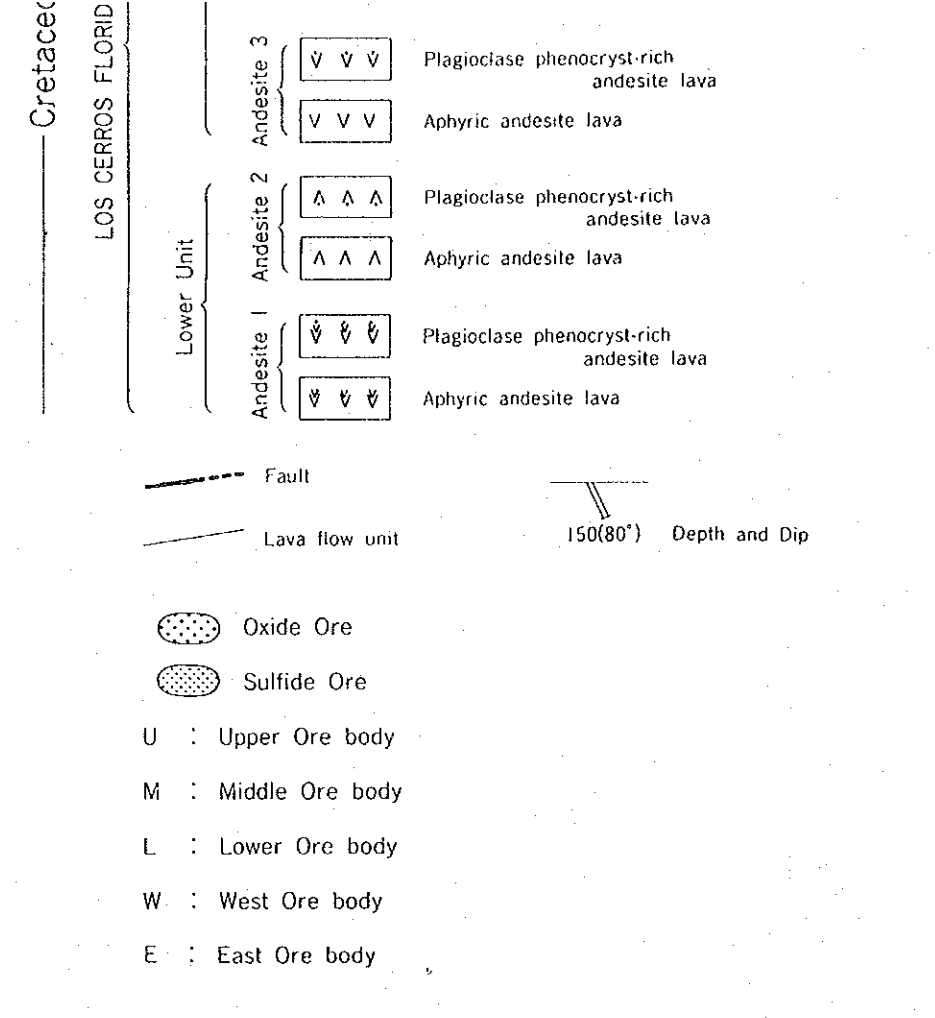 Cretaceo
LOS CERROS FLORID
Andesite 3
Plagioclase phenocryst-rich
andesite lava
Aphyric andesite lava
Lower Unit
Andesite 2
Plagioclase phenocryst-rich
andesite lava
Aphyric andesite lava
Andesite 1
Plagioclase phenocryst-rich
andesite lava
Aphyric andesite lava
Fault
Lava flow unit
150(80°) Depth and Dip
Oxide Ore
Sulfide Ore
U : Upper Ore body
M : Middle Ore body
L : Lower Ore body
W : West Ore body
E : East Ore body